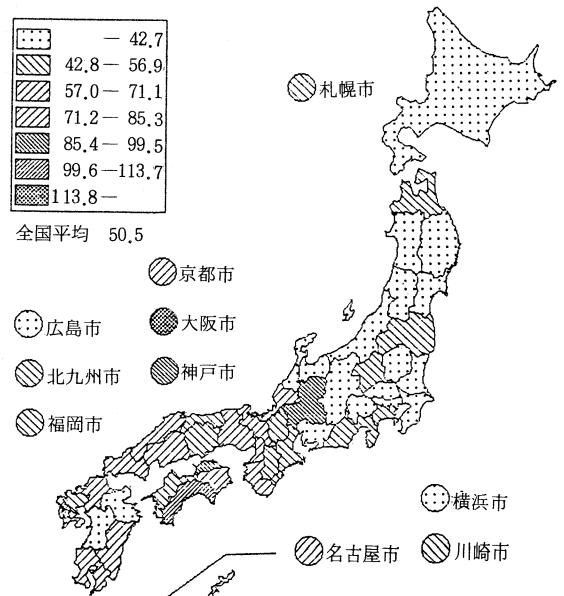 — 42.7
42.8 — 56.9
57.0 — 71.1
71.2 — 85.3
85.4 — 99.5
99.6 —113.7
113.8 —
全国平均 50.5
札幌市
京都市
広島市
大阪市
北九州市
神戸市
福岡市
横浜市
名古屋市
川崎市